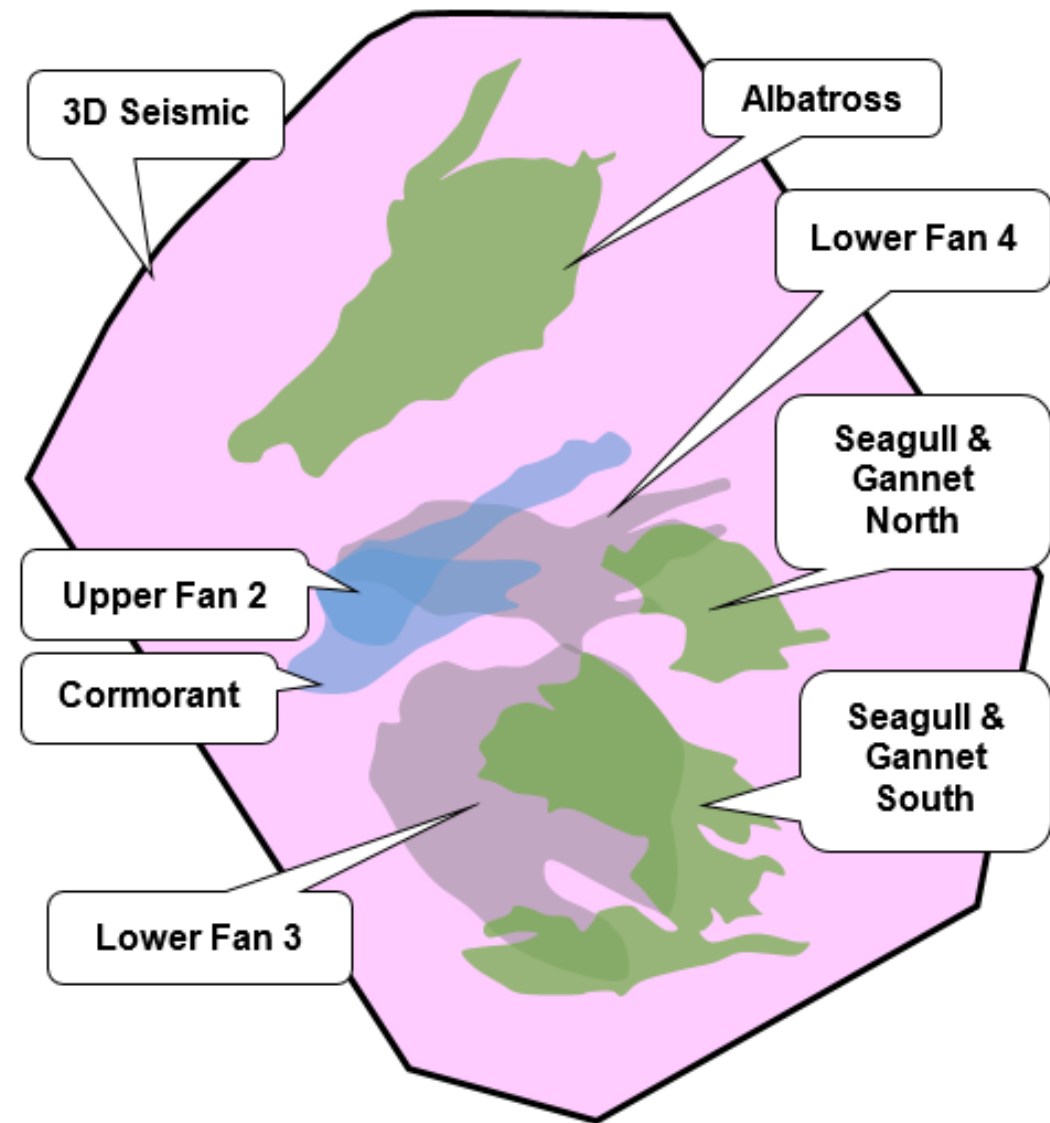 3D Seismic
Albatross
Lower Fan 4
Seagull &
Gannet
North
Upper Fan 2
Cormorant
Seagull &
Gannet
South
Lower Fan 3